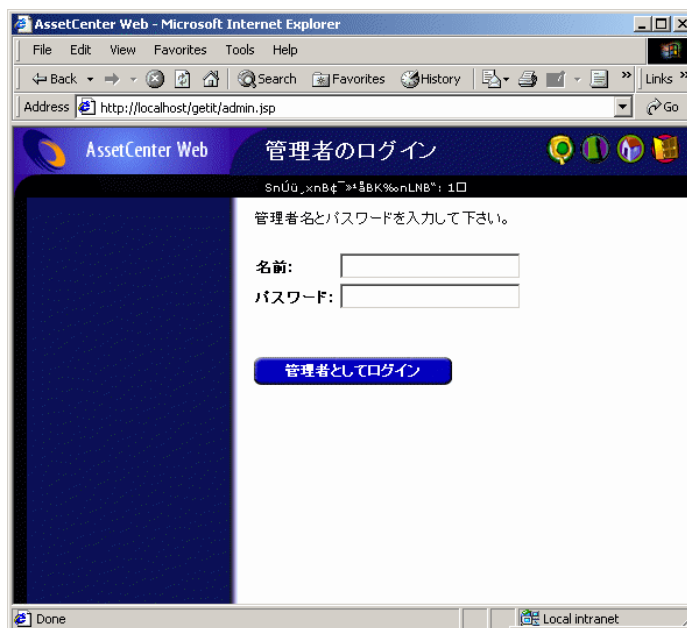 AssetCenter Web - Microsoft Internet Explorer
File Edit View Favorites Tools Help
Back Search Favorites History » Links »
Address http://localhost/getit/admin.jsp Go
AssetCenter Web 管理者のログイン
管理者名とパスワードを入力して下さい。
名前:
パスワード:
管理者としてログイン
Done Local intranet